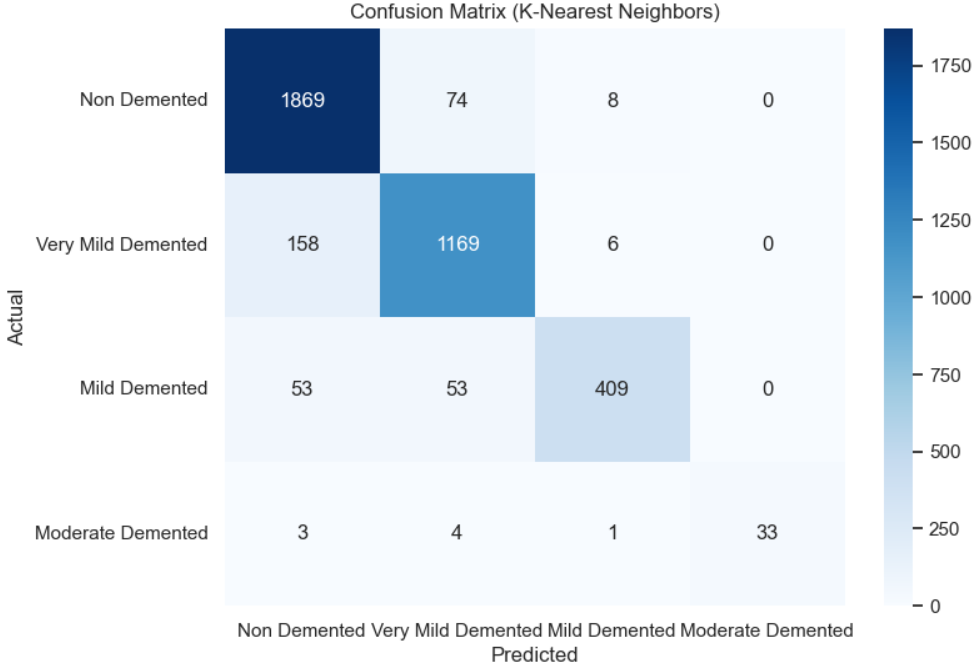 Confusion Matrix (K-Nearest Neighbors)
Non Demented 1869 74 8 0
Very Mild Demented 158 1169 6 0
Mild Demented 53 53 409 0
Moderate Demented 3 4 1 33
Actual
Non Demented Very Mild Demented Mild Demented Moderate Demented
Predicted
1750
1500
1250
1000
750
500
250
0